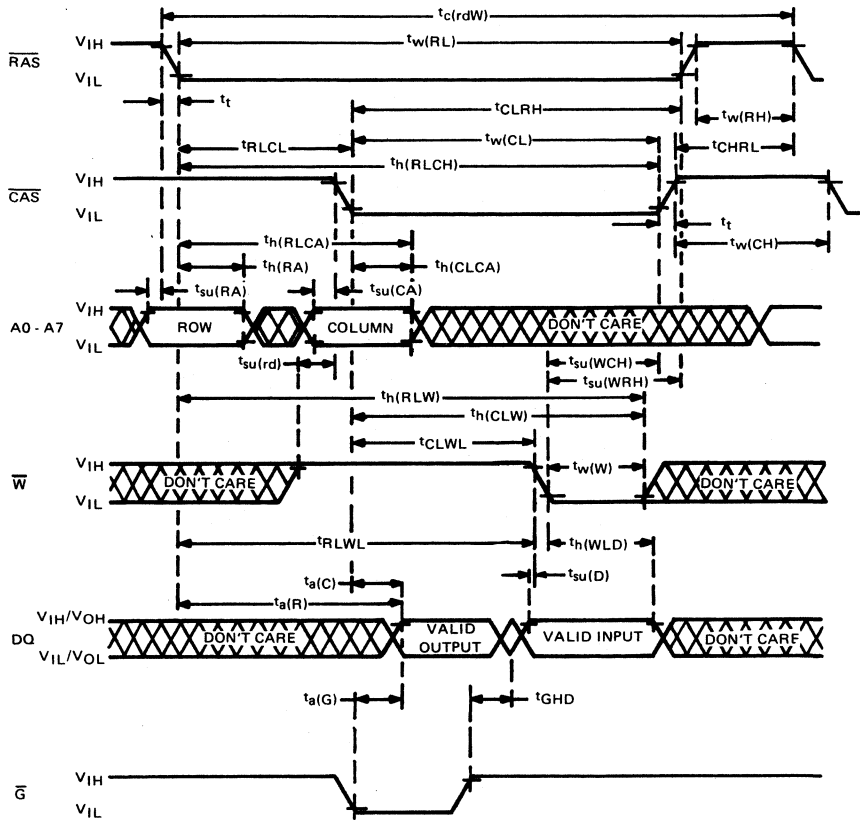 tc(rdW)
VIH
tw(RL)
RAS
VIL
tt
tCLRH
tw(RH)
tRLCL
tw(CL)
tCHRL
th(RLCH)
VIH
CAS
VIL
tt
th(RLCA)
tw(CH)
th(RA)
th(CLCA)
tsu(RA)
tsu(CA)
VIH
A0 - A7
ROW
COLUMN
DON'T CARE
VIL
tsu(rd)
tsu(WCH)
tsu(WRH)
th(RLW)
th(CLW)
tCLWL
tw(W)
VIH
W
DON'T CARE
DON'T CARE
VIL
tRLWL
th(WLD)
tsu(D)
ta(C)
ta(R)
VIH/VOH
DQ
DON'T CARE
VALID OUTPUT
VALID INPUT
DON'T CARE
VIL/VOL
ta(G)
tGHD
VIH
G
VIL